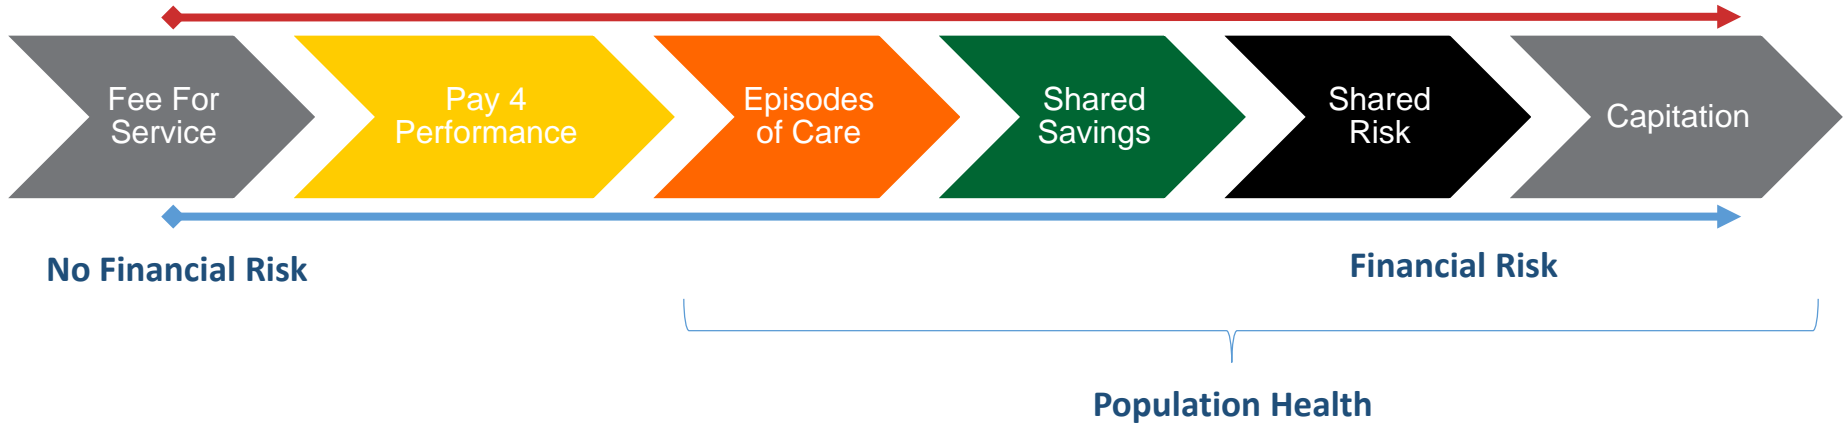 Fee For
Service
Pay 4
Performance
Episodes
of Care
Shared
Savings
Shared
Risk
Capitation
No Financial Risk
Financial Risk
Population Health